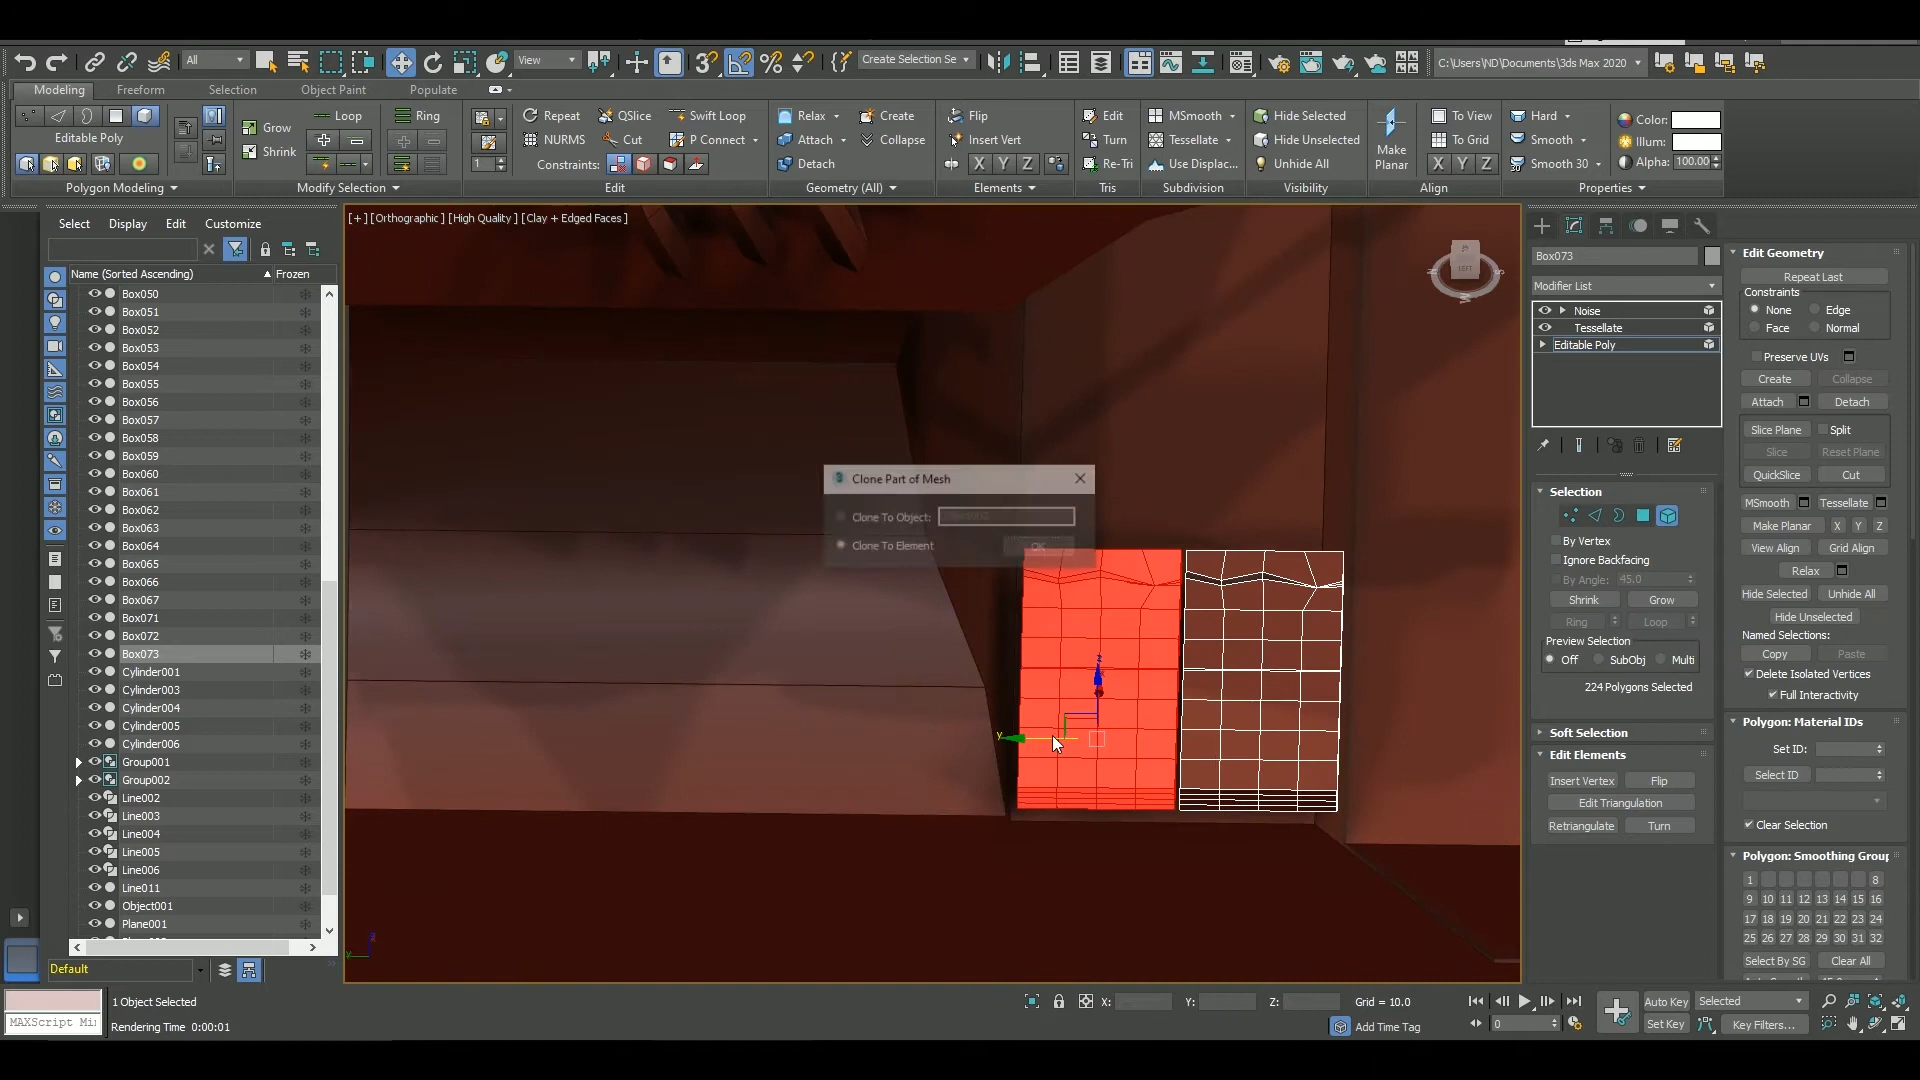 All
View
Create Selection Se
C:\Users\ND\Documents\3ds Max 2020
Modeling Freeform Selection Object Paint Populate
Editable Poly
Polygon Modeling
Grow
Shrink
Loop
Ring
Modify Selection
1
Repeat QSlice Swift Loop
NURMS Cut P Connect
Constraints:
Edit
Relax Create
Attach Collapse
Detach
Geometry (All)
Flip
Insert Vert
X Y Z
Elements
Edit
Turn
Re-Tri
Tris
MSmooth
Tessellate
Use Displac...
Subdivision
Hide Selected
Hide Unselected
Unhide All
Visibility
Make
Planar
To View
To Grid
X Y Z
Align
Hard
Smooth
Smooth 30
Color:
Illum:
Alpha: 100.00
Properties
Select Display Edit Customize
Name (Sorted Ascending) Frozen
Box050
Box051
Box052
Box053
Box054
Box055
Box056
Box057
Box058
Box059
Box060
Box061
Box062
Box063
Box064
Box065
Box066
Box067
Box071
Box072
Box073
Cylinder001
Cylinder003
Cylinder004
Cylinder005
Cylinder006
Group001
Group002
Line002
Line003
Line004
Line005
Line006
Line011
Object001
Plane001
Default
[+] [Orthographic] [High Quality] [Clay + Edged Faces]
LEFT
Clone Part of Mesh
Clone To Object:
Clone To Element
OK
y
z
Box073
Modifier List
Noise
Tessellate
Editable Poly
Selection
By Vertex
Ignore Backfacing
By Angle: 45.0
Shrink Grow
Ring Loop
Preview Selection
Off SubObj Multi
224 Polygons Selected
Soft Selection
Edit Elements
Insert Vertex Flip
Edit Triangulation
Retriangulate Turn
Edit Geometry
Repeat Last
Constraints
None Edge
Face Normal
Preserve UVs
Create Collapse
Attach Detach
Slice Plane Split
Slice Reset Plane
QuickSlice Cut
MSmooth Tessellate
Make Planar X Y Z
View Align Grid Align
Relax
Hide Selected Unhide All
Hide Unselected
Named Selections:
Copy Paste
Delete Isolated Vertices
Full Interactivity
Polygon: Material IDs
Set ID:
Select ID
Clear Selection
Polygon: Smoothing Group
1 8
9 10 11 12 13 14 15 16
17 18 19 20 21 22 23 24
25 26 27 28 29 30 31 32
Select By SG Clear All
1 Object Selected
MAXScript Mi
Rendering Time 0:00:01
X: Y: Z: Grid = 10.0
Add Time Tag
0
Auto Key Selected
Set Key Key Filters...